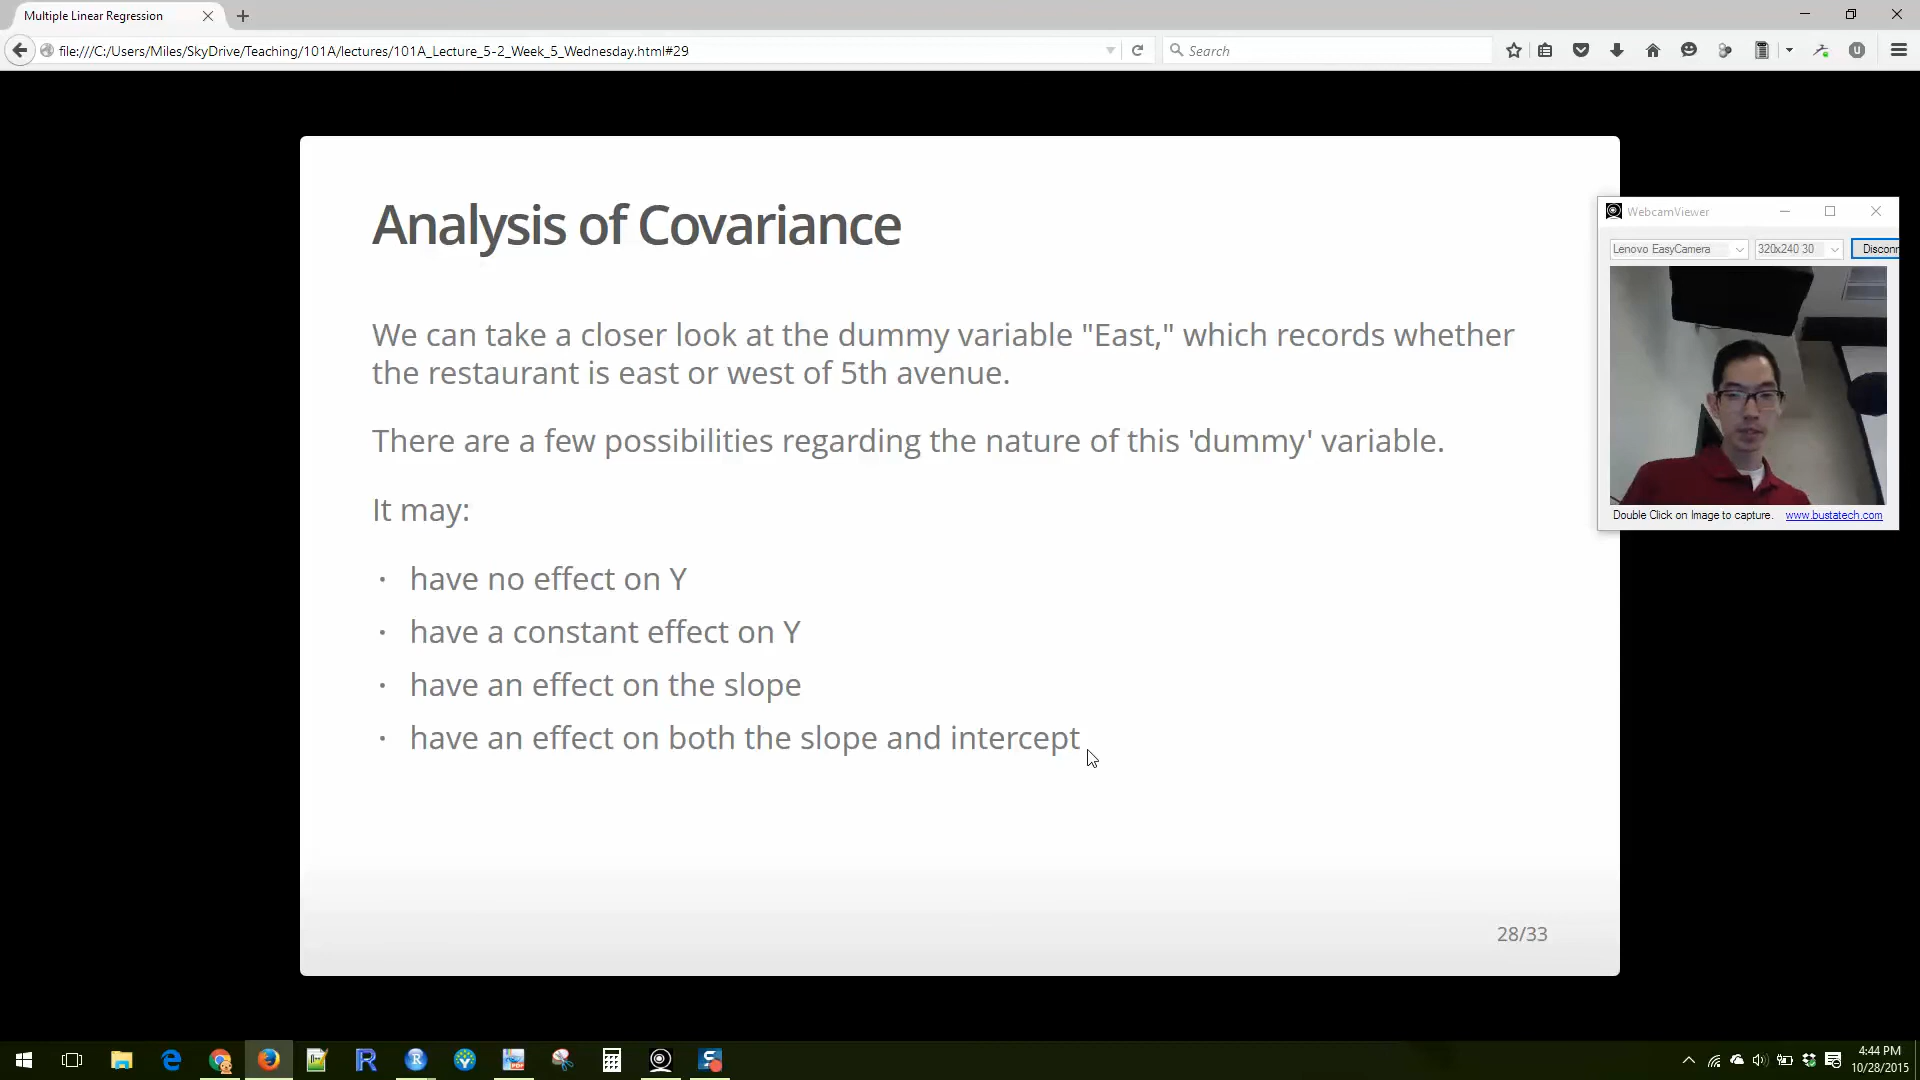 Multiple Linear Regression
file:///C:/Users/Miles/SkyDrive/Teaching/101A/lectures/101A_Lecture_5-2_Week_5_Wednesday.html#29
Search
Analysis of Covariance
We can take a closer look at the dummy variable "East," which records whether
the restaurant is east or west of 5th avenue.
There are a few possibilities regarding the nature of this 'dummy' variable.
It may:
· have no effect on Y
· have a constant effect on Y
· have an effect on the slope
· have an effect on both the slope and intercept
28/33
WebcamViewer
Lenovo EasyCamera
320x240 30
Disconn
Double Click on Image to capture.
www.bustatech.com
4:44 PM
10/28/2015